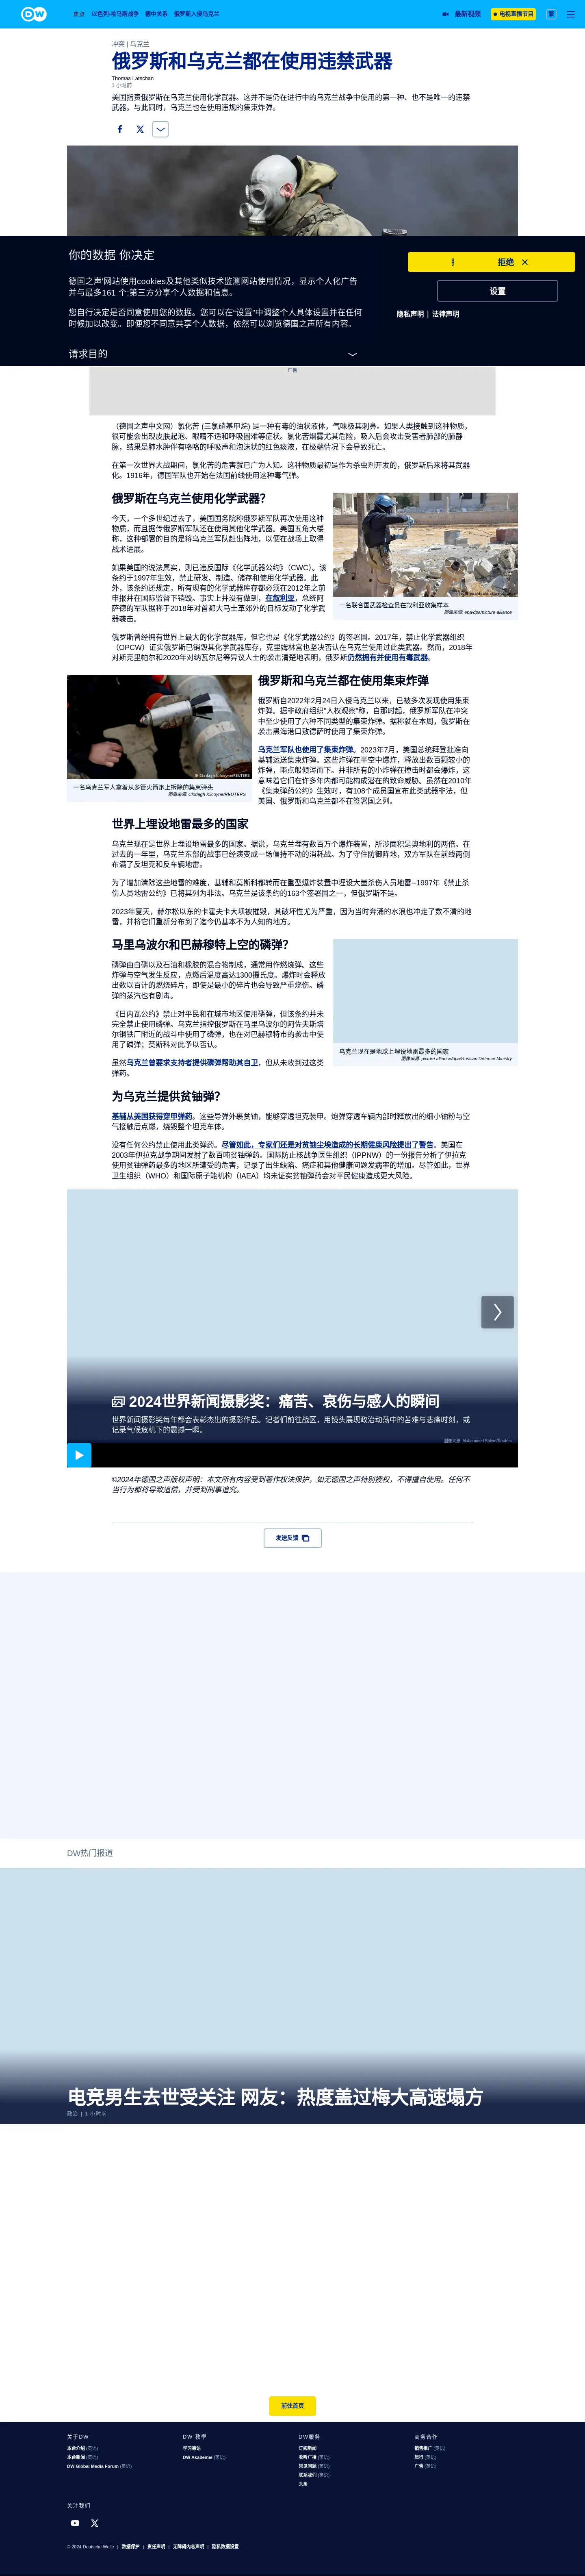 DW
焦点
以色列-哈马斯战争
德中关系
俄罗斯入侵乌克兰
最新视频
电视直播节目
繁
冲突 | 乌克兰
俄罗斯和乌克兰都在使用违禁武器
Thomas Latschan
1 小时前
美国指责俄罗斯在乌克兰使用化学武器。这并不是仍在进行中的乌克兰战争中使用的第一种、也不是唯一的违禁
武器。与此同时，乌克兰也在使用违规的集束炸弹。
你的数据 你决定
德国之声‘网站使用cookies及其他类似技术监测网站使用情况，显示个人化广告
并与最多161 个;第三方分享个人数据和信息。
您自行决定是否同意使用您的数据。您可以在“设置”中调整个人具体设置并在任何
时候加以改变。即便您不同意共享个人数据，依然可以浏览德国之声所有内容。
请求目的
拒绝
设置
隐私声明 | 法律声明
广告
（德国之声中文网）氯化苦 (三氯硝基甲烷) 是一种有毒的油状液体，气味极其刺鼻。如果人类接触到这种物质，
很可能会出现皮肤起泡、眼睛不适和呼吸困难等症状。氯化苦烟雾尤其危险，吸入后会攻击受害者肺部的肺静
脉，结果是肺水肿伴有咯咯的呼吸声和泡沫状的红色痰液，在极端情况下会导致死亡。
在第一次世界大战期间，氯化苦的危害就已广为人知。这种物质最初是作为杀虫剂开发的，俄罗斯后来将其武器
化。1916年，德国军队也开始在法国前线使用这种毒气弹。
俄罗斯在乌克兰使用化学武器？
今天，一个多世纪过去了，美国国务院称俄罗斯军队再次使用这种
物质，而且据传俄罗斯军队还在使用其他化学武器。美国五角大楼
称，这种部署的目的是将乌克兰军队赶出阵地，以便在战场上取得
战术进展。
如果美国的说法属实，则已违反国际《化学武器公约》（CWC）。该
条约于1997年生效，禁止研发、制造、储存和使用化学武器。此
外，该条约还规定，所有现有的化学武器库存都必须在2012年之前
申报并在国际监督下销毁。俄罗斯事实上并没有做到，在叙利亚，总统阿
萨德的军队据称于2018年对首都大马士革郊外的目标发动了化学武
器袭击。
一名联合国武器检查员在叙利亚收集样本
图像来源: epa/dpa/picture-alliance
俄罗斯曾经拥有世界上最大的化学武器库，但它也是《化学武器公约》的签署国。2017年，禁止化学武器组织
（OPCW）证实俄罗斯已销毁其化学武器库存，克里姆林宫也坚决否认在乌克兰使用过此类武器。然而，2018年
对斯克里帕尔和2020年对纳瓦尔尼等异议人士的袭击清楚地表明，俄罗斯仍然拥有并使用有毒武器。
© Clodagh Kilcoyne/REUTERS
一名乌克兰军人拿着从多管火箭炮上拆除的集束弹头
图像来源: Clodagh Kilcoyne/REUTERS
俄罗斯和乌克兰都在使用集束炸弹
俄罗斯自2022年2月24日入侵乌克兰以来，已被多次发现使用集束
炸弹。据非政府组织"人权观察"称，自那时起，俄罗斯军队在冲突
中至少使用了六种不同类型的集束炸弹。据称就在本周，俄罗斯在
袭击黑海港口敖德萨时使用了集束炸弹。
乌克兰军队也使用了集束炸弹。2023年7月，美国总统拜登批准向
基辅运送集束炸弹。这些炸弹在半空中爆炸，释放出数百颗较小的
炸弹，雨点般倾泻而下。并非所有的小炸弹在撞击时都会爆炸，这
意味着它们在许多年内都可能构成潜在的致命威胁。虽然在2010年
《集束弹药公约》生效时，有108个成员国宣布此类武器非法，但
美国、俄罗斯和乌克兰都不在签署国之列。
世界上埋设地雷最多的国家
乌克兰现在是世界上埋设地雷最多的国家。据说，乌克兰埋有数百万个爆炸装置，所涉面积是奥地利的两倍。在
过去的一年里，乌克兰东部的战事已经演变成一场僵持不动的消耗战。为了守住防御阵地，双方军队在前线两侧
布满了反坦克和反车辆地雷。
为了增加清除这些地雷的难度，基辅和莫斯科都转而在重型爆炸装置中埋设大量杀伤人员地雷--1997年《禁止杀
伤人员地雷公约》已将其列为非法。乌克兰是该条约的163个签署国之一，但俄罗斯不是。
2023年夏天，赫尔松以东的卡霍夫卡大坝被摧毁，其破坏性尤为严重，因为当时奔涌的水浪也冲走了数不清的地
雷，并将它们重新分布到了迄今仍基本不为人知的地方。
马里乌波尔和巴赫穆特上空的磷弹？
磷弹由白磷以及石油和橡胶的混合物制成，通常用作燃烧弹。这些
炸弹与空气发生反应，点燃后温度高达1300摄氏度。爆炸时会释放
出数以百计的燃烧碎片，即使是最小的碎片也会导致严重烧伤。磷
弹的蒸汽也有剧毒。
《日内瓦公约》禁止对平民和在城市地区使用磷弹，但该条约并未
完全禁止使用磷弹。乌克兰指控俄罗斯在马里乌波尔的阿佐夫斯塔
尔钢铁厂附近的战斗中使用了磷弹，也在对巴赫穆特市的袭击中使
用了磷弹；莫斯科对此予以否认。
虽然乌克兰曾要求支持者提供磷弹帮助其自卫，但从未收到过这类
弹药。
乌克兰现在是地球上埋设地雷最多的国家
图像来源: picture alliance/dpa/Russian Defence Ministry
为乌克兰提供贫铀弹？
基辅从美国获得穿甲弹药。这些导弹外裹贫铀，能够穿透坦克装甲。炮弹穿透车辆内部时释放出的细小铀粉与空
气接触后点燃，烧毁整个坦克车体。
没有任何公约禁止使用此类弹药。尽管如此，专家们还是对贫铀尘埃造成的长期健康风险提出了警告。美国在
2003年伊拉克战争期间发射了数百吨贫铀弹药。国际防止核战争医生组织（IPPNW）的一份报告分析了伊拉克
使用贫铀弹药最多的地区所遭受的危害，记录了出生缺陷、癌症和其他健康问题发病率的增加。尽管如此，世界
卫生组织（WHO）和国际原子能机构（IAEA）均未证实贫铀弹药会对平民健康造成更大风险。
2024世界新闻摄影奖：痛苦、哀伤与感人的瞬间
世界新闻摄影奖每年都会表彰杰出的摄影作品。记者们前往战区，用镜头展现政治动荡中的苦难与悲痛时刻，或
记录气候危机下的震撼一瞬。
图像来源: Mohammed Salem/Reuters
©2024年德国之声版权声明：本文所有内容受到著作权法保护，如无德国之声特别授权，不得擅自使用。任何不
当行为都将导致追偿，并受到刑事追究。
发送反馈
DW热门报道
电竞男生去世受关注 网友：热度盖过梅大高速塌方
政治 | 1 小时前
前往首页
关于DW
本台介绍 (英语)
本台新闻 (英语)
DW Global Media Forum (英语)
DW 教學
学习德语
DW Akademie (英语)
DW服务
订阅新闻
收听广播 (英语)
常见问题 (英语)
联系我们 (英语)
头条
商务合作
销售推广 (英语)
旅行 (英语)
广告 (英语)
关注我们
© 2024 Deutsche Welle | 数据保护 | 责任声明 | 无障碍内容声明 | 隐私数据设置